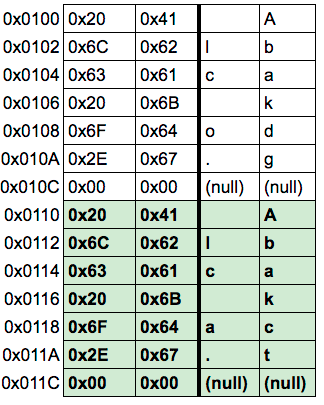 0x0100 0x20 0x41 A
0x0102 0x6C 0x62 l b
0x0104 0x63 0x61 c a
0x0106 0x20 0x6B k
0x0108 0x6F 0x64 o d
0x010A 0x2E 0x67 . g
0x010C 0x00 0x00 (null) (null)
0x0110 0x20 0x41 A
0x0112 0x6C 0x62 l b
0x0114 0x63 0x61 c a
0x0116 0x20 0x6B k
0x0118 0x6F 0x64 a c
0x011A 0x2E 0x67 . t
0x011C 0x00 0x00 (null) (null)